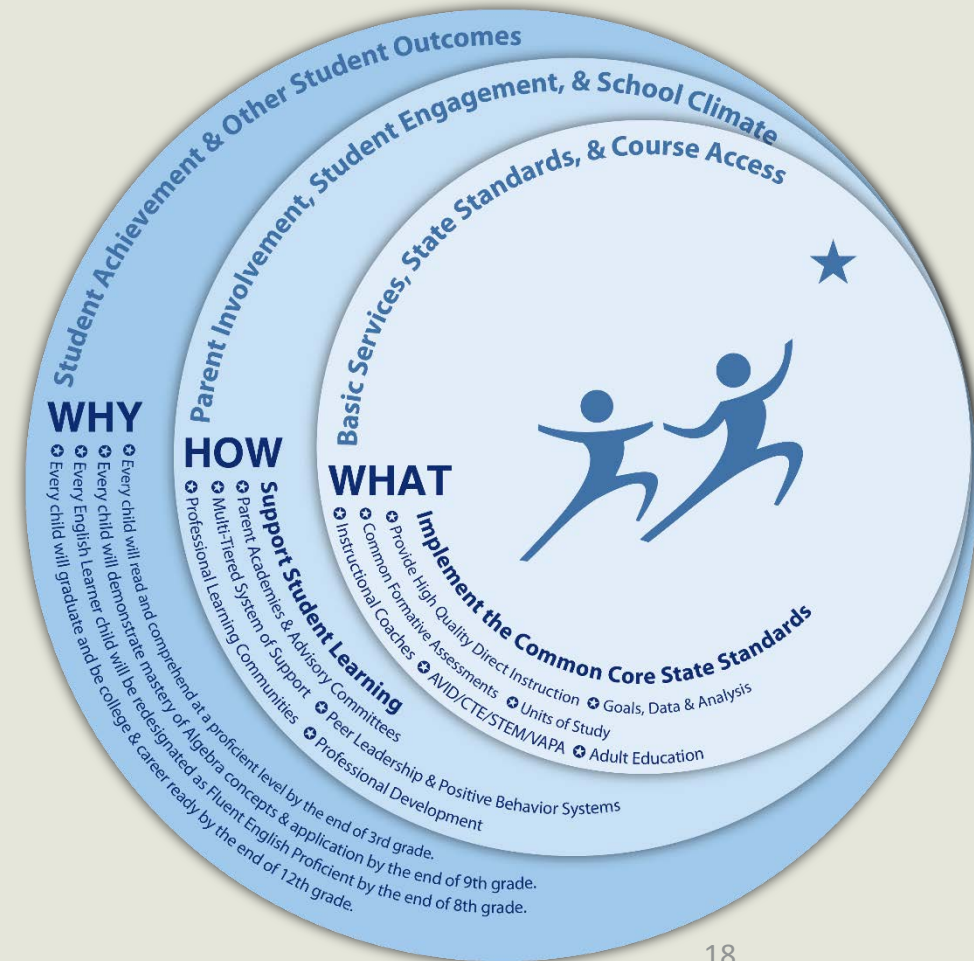 Student Achievement & Other Student Outcomes
WHY
✪ Every child will read and comprehend at a proficient level by the end of 3rd grade.
✪ Every child will demonstrate mastery of Algebra concepts & application by the end of 9th grade.
✪ Every English Learner child will be redesignated as Fluent English Proficient by the end of 8th grade.
✪ Every child will graduate and be college & career ready by the end of 12th grade.
Parent Involvement, Student Engagement, & School Climate
HOW
Support Student Learning
✪ Parent Academies & Advisory Committees
✪ Multi-Tiered System of Support ✪ Peer Leadership & Positive Behavior Systems
✪ Professional Learning Communities ✪ Professional Development
Basic Services, State Standards, & Course Access
WHAT
Implement the Common Core State Standards
✪ Provide High Quality Direct Instruction ✪ Goals, Data & Analysis
✪ Common Formative Assessments ✪ Units of Study
✪ Instructional Coaches ✪ AVID/CTE/STEM/VAPA ✪ Adult Education
18